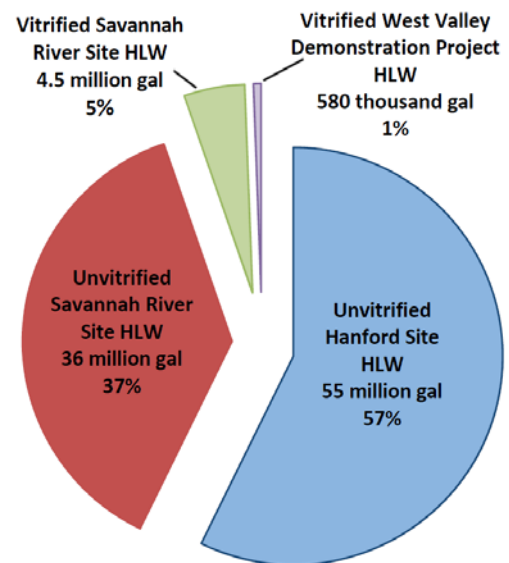 Vitrified Savannah
River Site HLW
4.5 million gal
5%
Vitrified West Valley
Demonstration Project
HLW
580 thousand gal
1%
Unvitrified
Savannah River
Site HLW
36 million gal
37%
Unvitrified
Hanford Site
HLW
55 million gal
57%